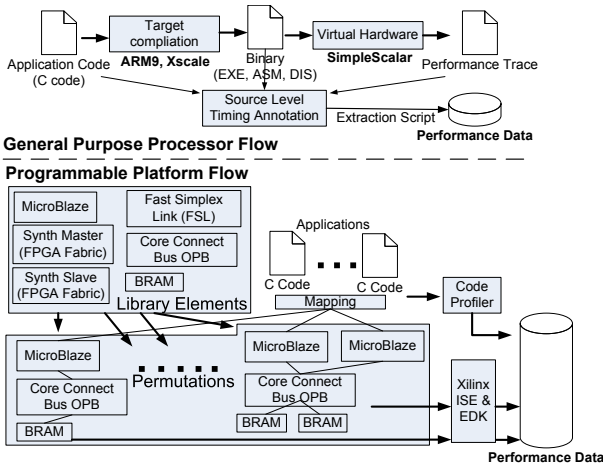 Application Code
(C code)
Target
compliation
ARM9, Xscale
Binary
(EXE, ASM, DIS)
Virtual Hardware
SimpleScalar
Performance Trace
Source Level
Timing Annotation
Extraction Script
Performance Data
General Purpose Processor Flow
Programmable Platform Flow
MicroBlaze
Synth Master
(FPGA Fabric)
Synth Slave
(FPGA Fabric)
Fast Simplex
Link (FSL)
Core Connect
Bus OPB
BRAM
Library Elements
Applications
C Code
C Code
Mapping
Code
Profiler
MicroBlaze
Core Connect
Bus OPB
BRAM
Permutations
MicroBlaze
MicroBlaze
Core Connect
Bus OPB
BRAM
BRAM
Xilinx
ISE &
EDK
Performance Data